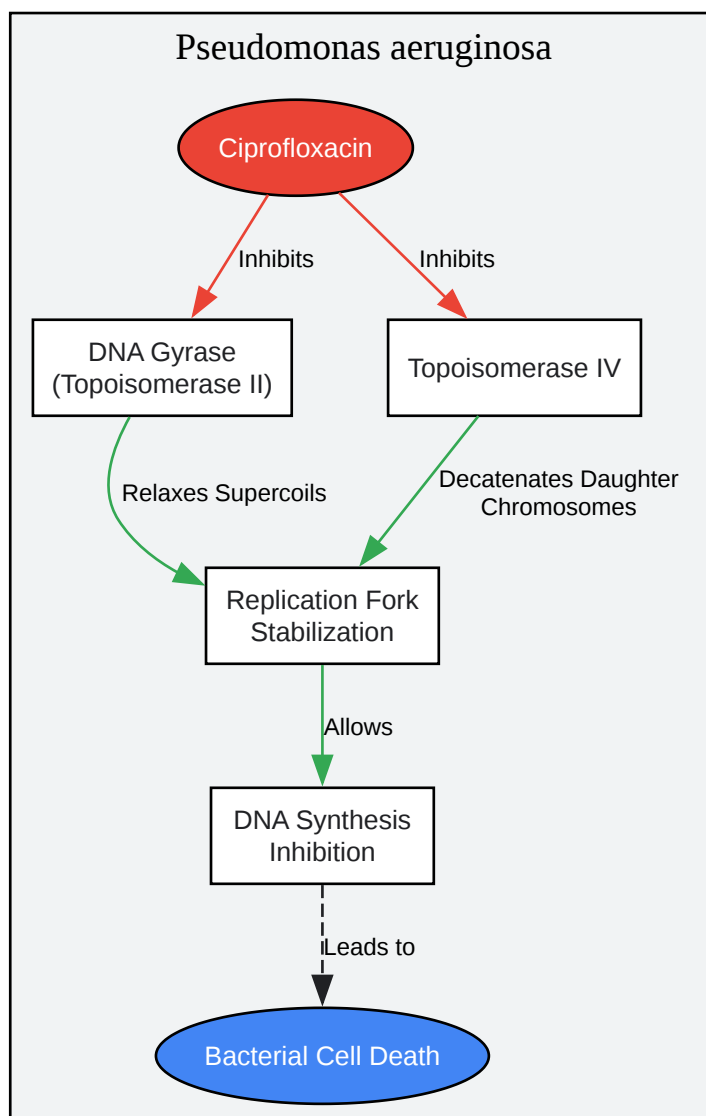 Pseudomonas aeruginosa
Ciprofloxacin
Inhibits
Inhibits
DNA Gyrase
(Topoisomerase II)
Topoisomerase IV
Relaxes Supercoils
Decatenates Daughter
Chromosomes
Replication Fork
Stabilization
Allows
DNA Synthesis
Inhibition
Leads to
Bacterial Cell Death